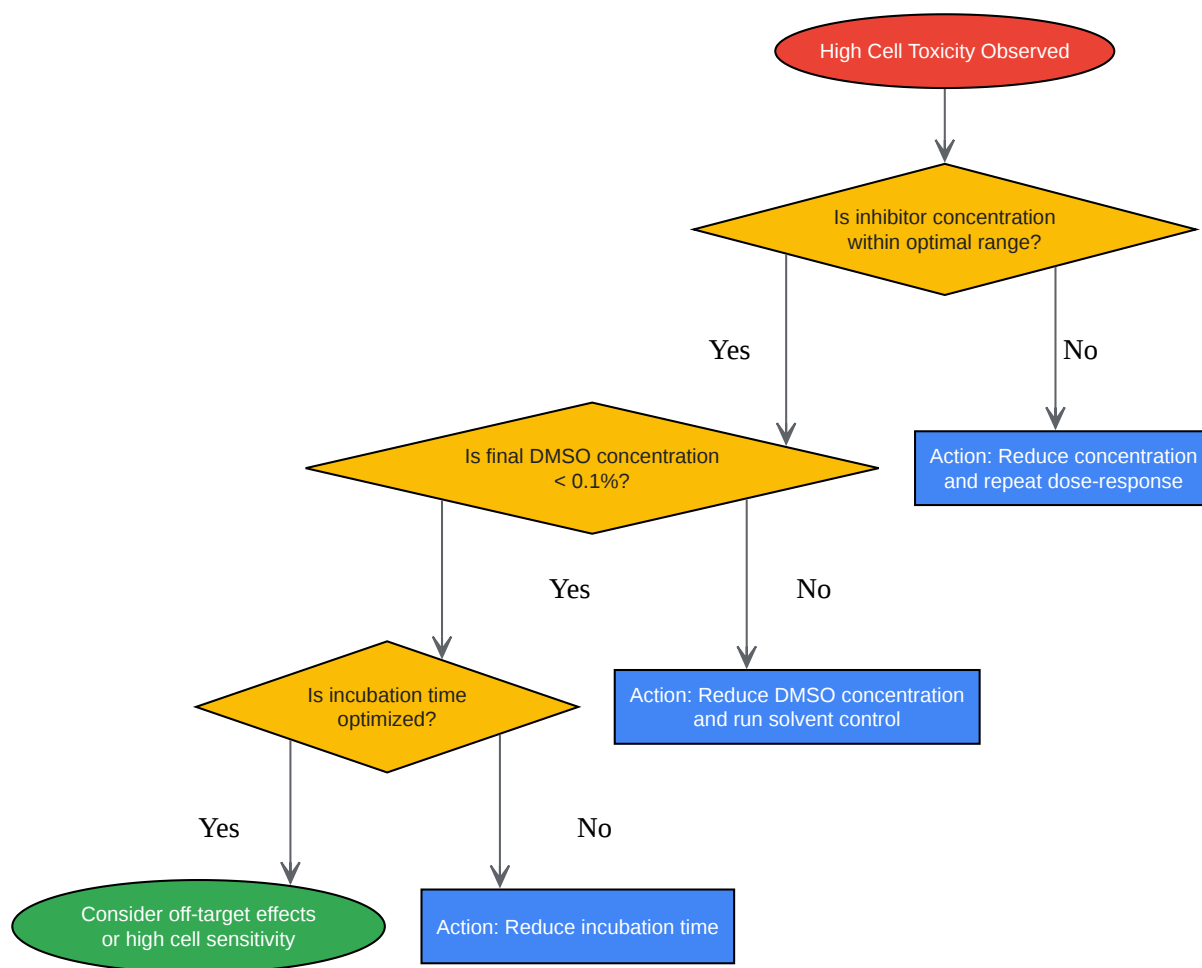 High Cell Toxicity Observed
Is inhibitor concentration
within optimal range?
Yes
No
Is final DMSO concentration
< 0.1%?
Action: Reduce concentration
and repeat dose-response
Yes
No
Is incubation time
optimized?
Action: Reduce DMSO concentration
and run solvent control
Yes
No
Consider off-target effects
or high cell sensitivity
Action: Reduce incubation time